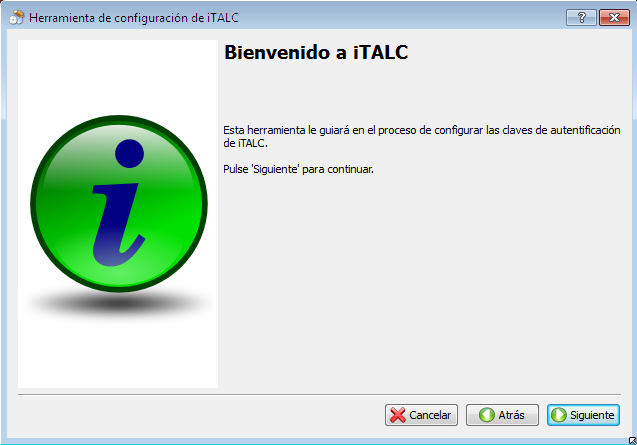 Herramienta de configuración de iTALC
Bienvenido a iTALC
Esta herramienta le guiará en el proceso de configurar las claves de autentificación
de iTALC.
Pulse 'Siguiente' para continuar.
Cancelar
Atrás
Siguiente